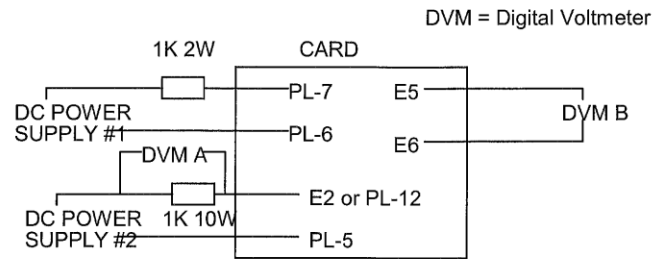 DVM = Digital Voltmeter
1K 2W
CARD
PL-7
E5
DC POWER
SUPPLY #1
PL-6
DVM B
E6
DVM A
E2 or PL-12
1K 10W
DC POWER
SUPPLY #2
PL-5